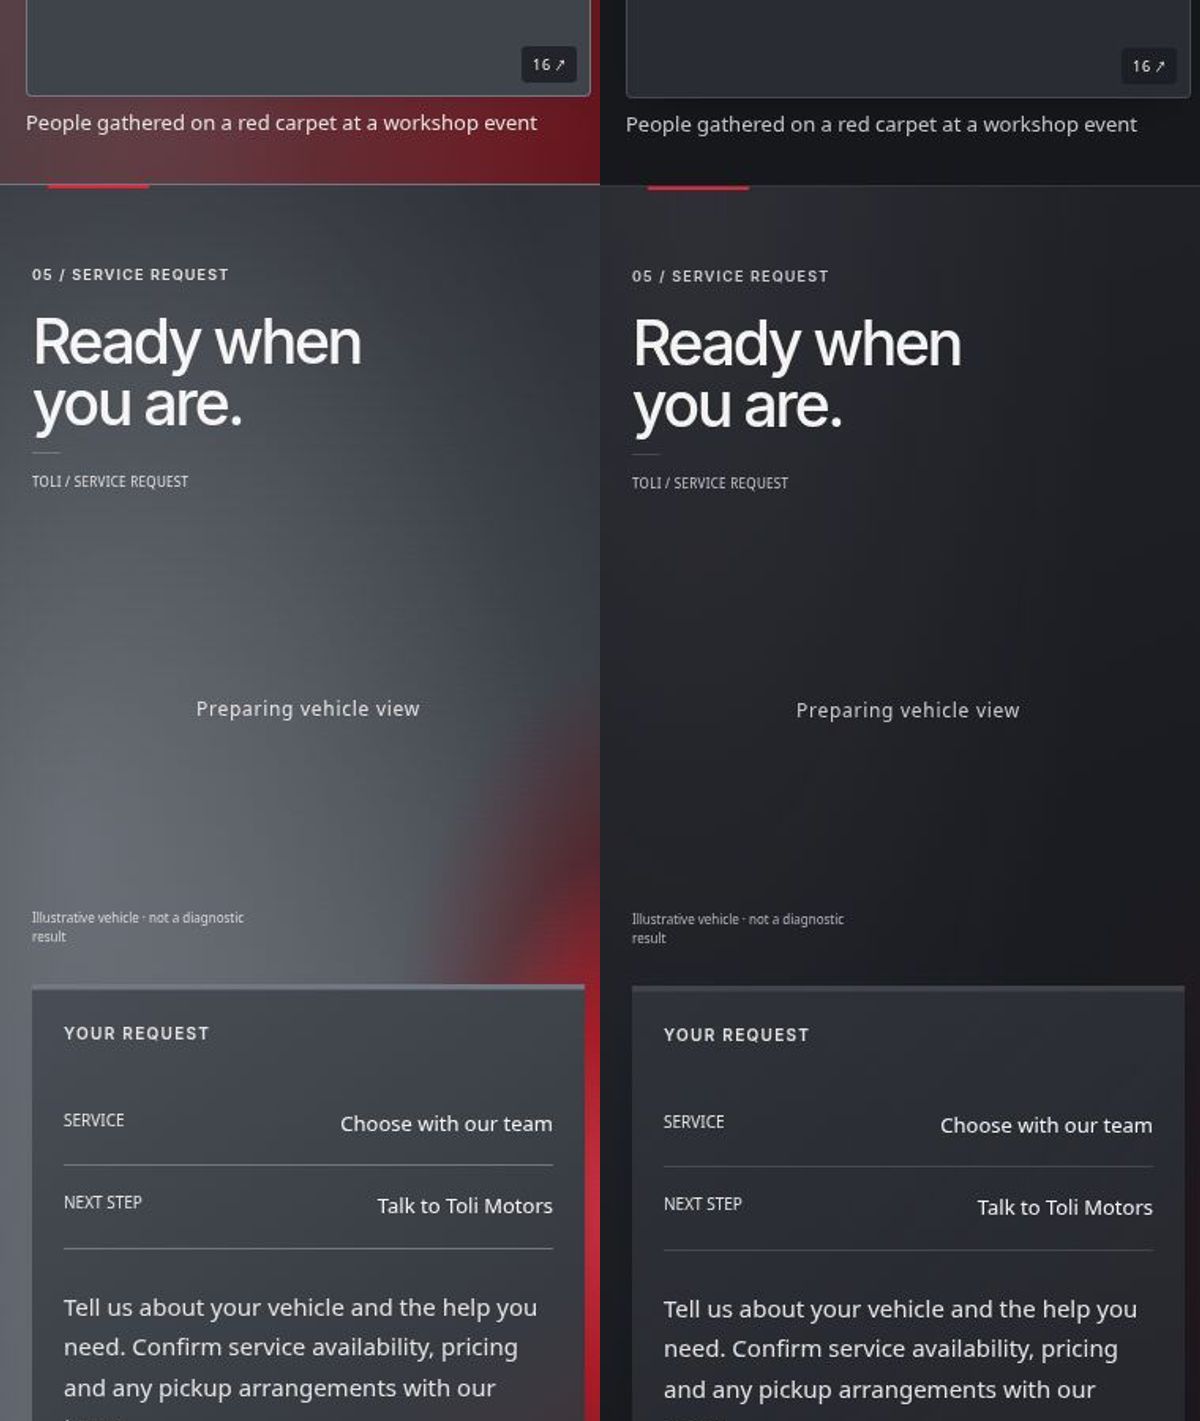 16 ↗
People gathered on a red carpet at a workshop event
05 / SERVICE REQUEST
Ready when
you are.
TOLI / SERVICE REQUEST
Preparing vehicle view
Illustrative vehicle · not a diagnostic
result
YOUR REQUEST
SERVICE Choose with our team
NEXT STEP Talk to Toli Motors
Tell us about your vehicle and the help you
need. Confirm service availability, pricing
and any pickup arrangements with our
16 ↗
People gathered on a red carpet at a workshop event
05 / SERVICE REQUEST
Ready when
you are.
TOLI / SERVICE REQUEST
Preparing vehicle view
Illustrative vehicle · not a diagnostic
result
YOUR REQUEST
SERVICE Choose with our team
NEXT STEP Talk to Toli Motors
Tell us about your vehicle and the help you
need. Confirm service availability, pricing
and any pickup arrangements with our